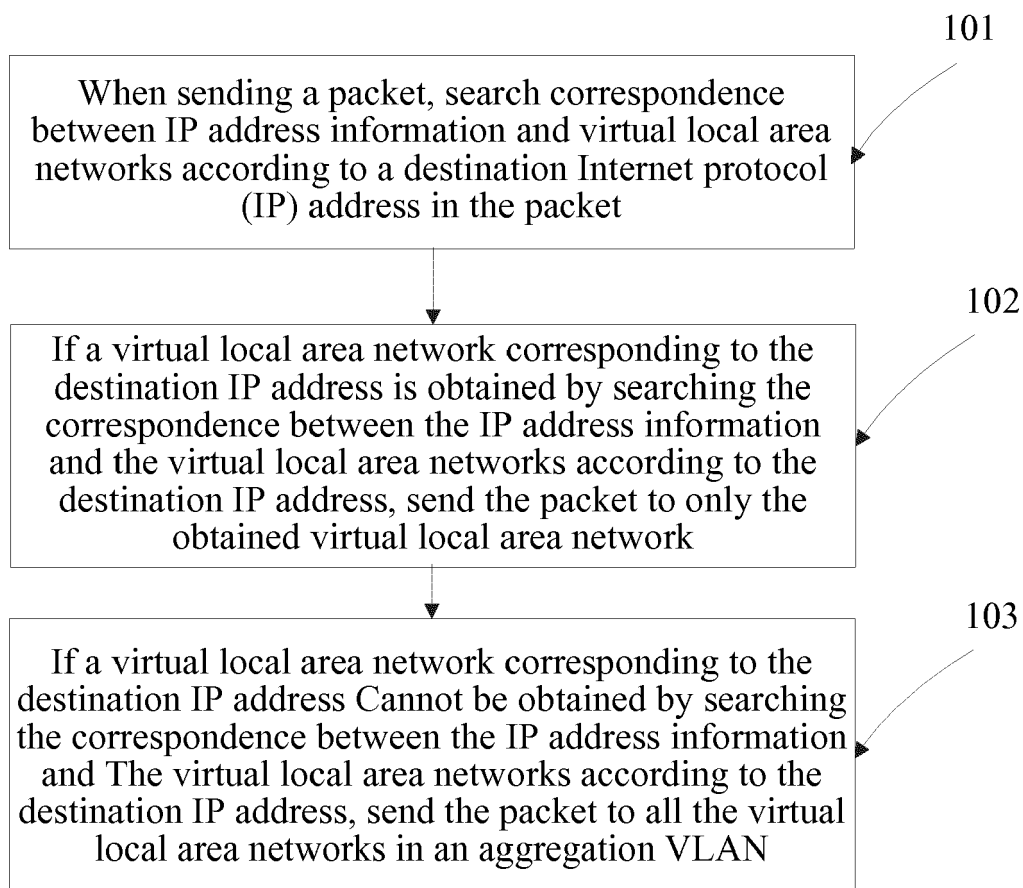 101
When sending a packet, search correspondence
between IP address information and virtual local area
networks according to a destination Internet protocol
(IP) address in the packet
102
If a virtual local area network corresponding to the
destination IP address is obtained by searching the
correspondence between the IP address information
and the virtual local area networks according to the
destination IP address, send the packet to only the
obtained virtual local area network
103
If a virtual local area network corresponding to the
destination IP address Cannot be obtained by searching
the correspondence between the IP address information
and The virtual local area networks according to the
destination IP address, send the packet to all the virtual
local area networks in an aggregation VLAN